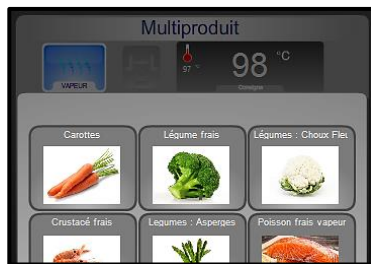 Multiproduit
VAPEUR
97 °C
98 °C
Consigne
Carottes
Légume frais
Légumes : Choux Fleu
Crustacé frais
Legumes : Asperges
Poisson frais vapeur